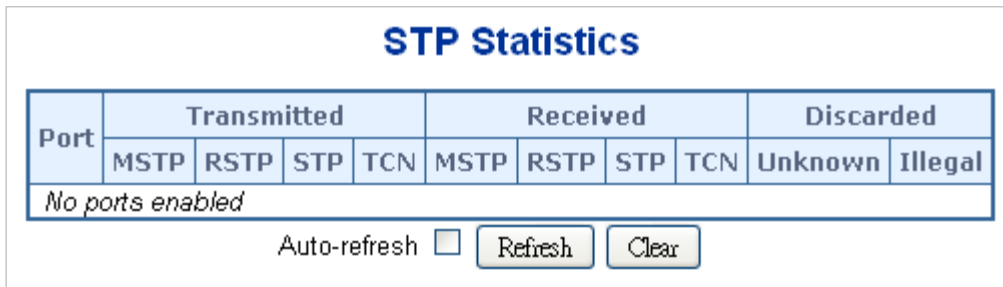 STP Statistics
Port Transmitted Received Discarded
MSTP RSTP STP TCN MSTP RSTP STP TCN Unknown Illegal
No ports enabled
Auto-refresh Refresh Clear